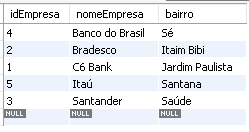 idEmpresa nomeEmpresa bairro
4 Banco do Brasil Sé
2 Bradesco Itaim Bibi
1 C6 Bank Jardim Paulista
5 Itaú Santana
3 Santander Saúde
NULL NULL NULL